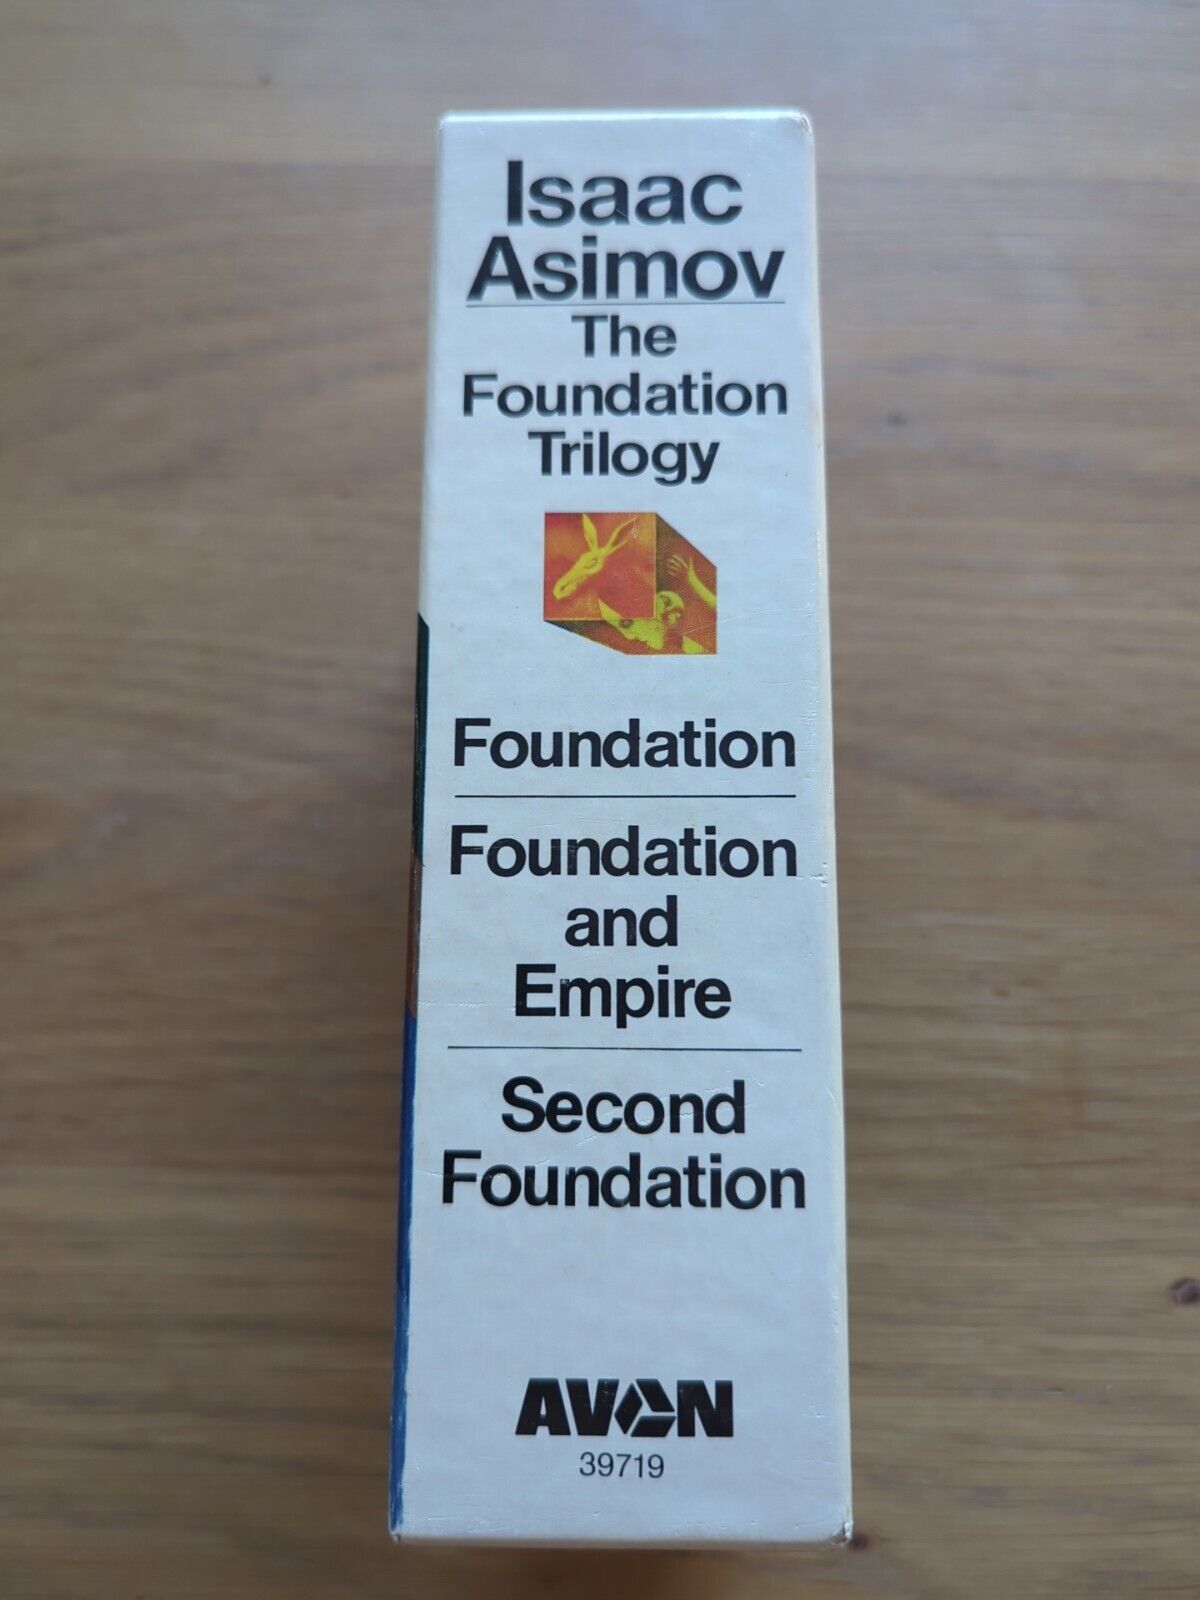 Isaac
Asimov
The
Foundation
Trilogy
Foundation
Foundation
and
Empire
Second
Foundation
AVON
39719